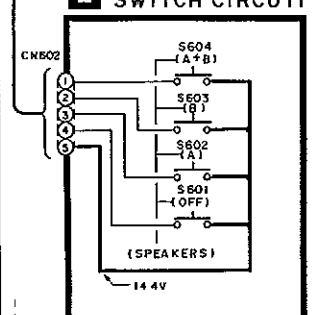 SWITCH CIRCUIT
CN602
S604
(A+B)
1
2
S603
(B)
3
4
S602
(A)
5
S601
(OFF)
(SPEAKERS)
14.4V